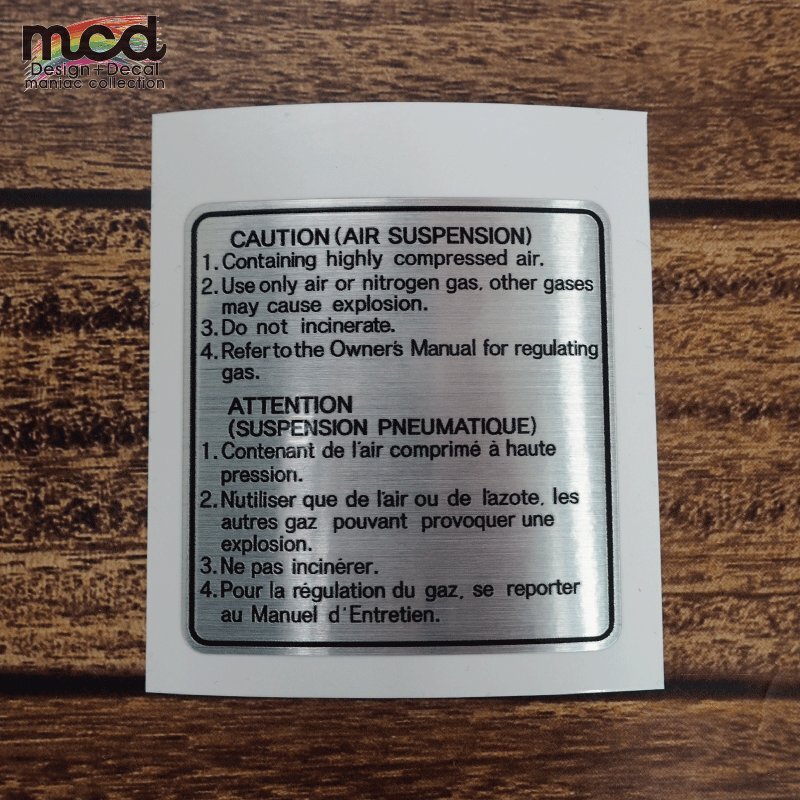 mcd
Design+Decal
maniac collection
CAUTION (AIR SUSPENSION)
1. Containing highly compressed air.
2. Use only air or nitrogen gas, other gases
may cause explosion.
3. Do not incinerate.
4. Refer to the Owner's Manual for regulating
gas.
ATTENTION
(SUSPENSION PNEUMATIQUE)
1. Contenant de l'air comprimé à haute
pression.
2. N'utiliser que de l'air ou de l'azote, les
autres gaz pouvant provoquer une
explosion.
3. Ne pas incinérer.
4. Pour la régulation du gaz, se reporter
au Manuel d'Entretien.